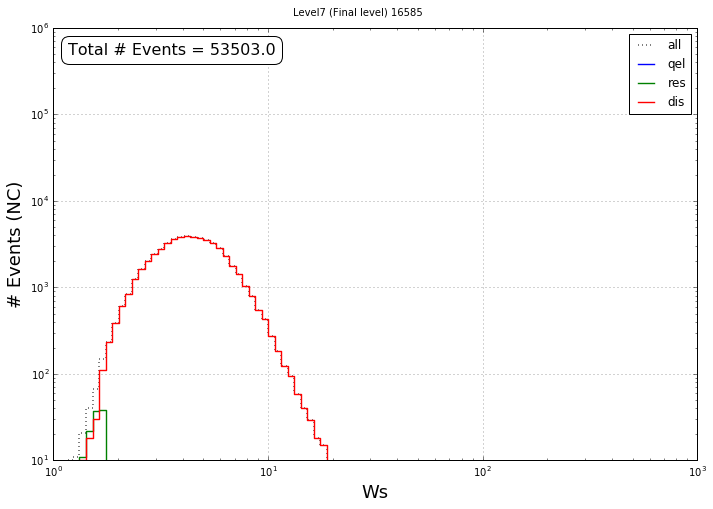 Level7 (Final level) 16585
Total # Events = 53503.0
all
qel
res
dis
# Events (NC)
10^6
10^5
10^4
10^3
10^2
10^1
10^0
10^1
10^2
10^3
Ws